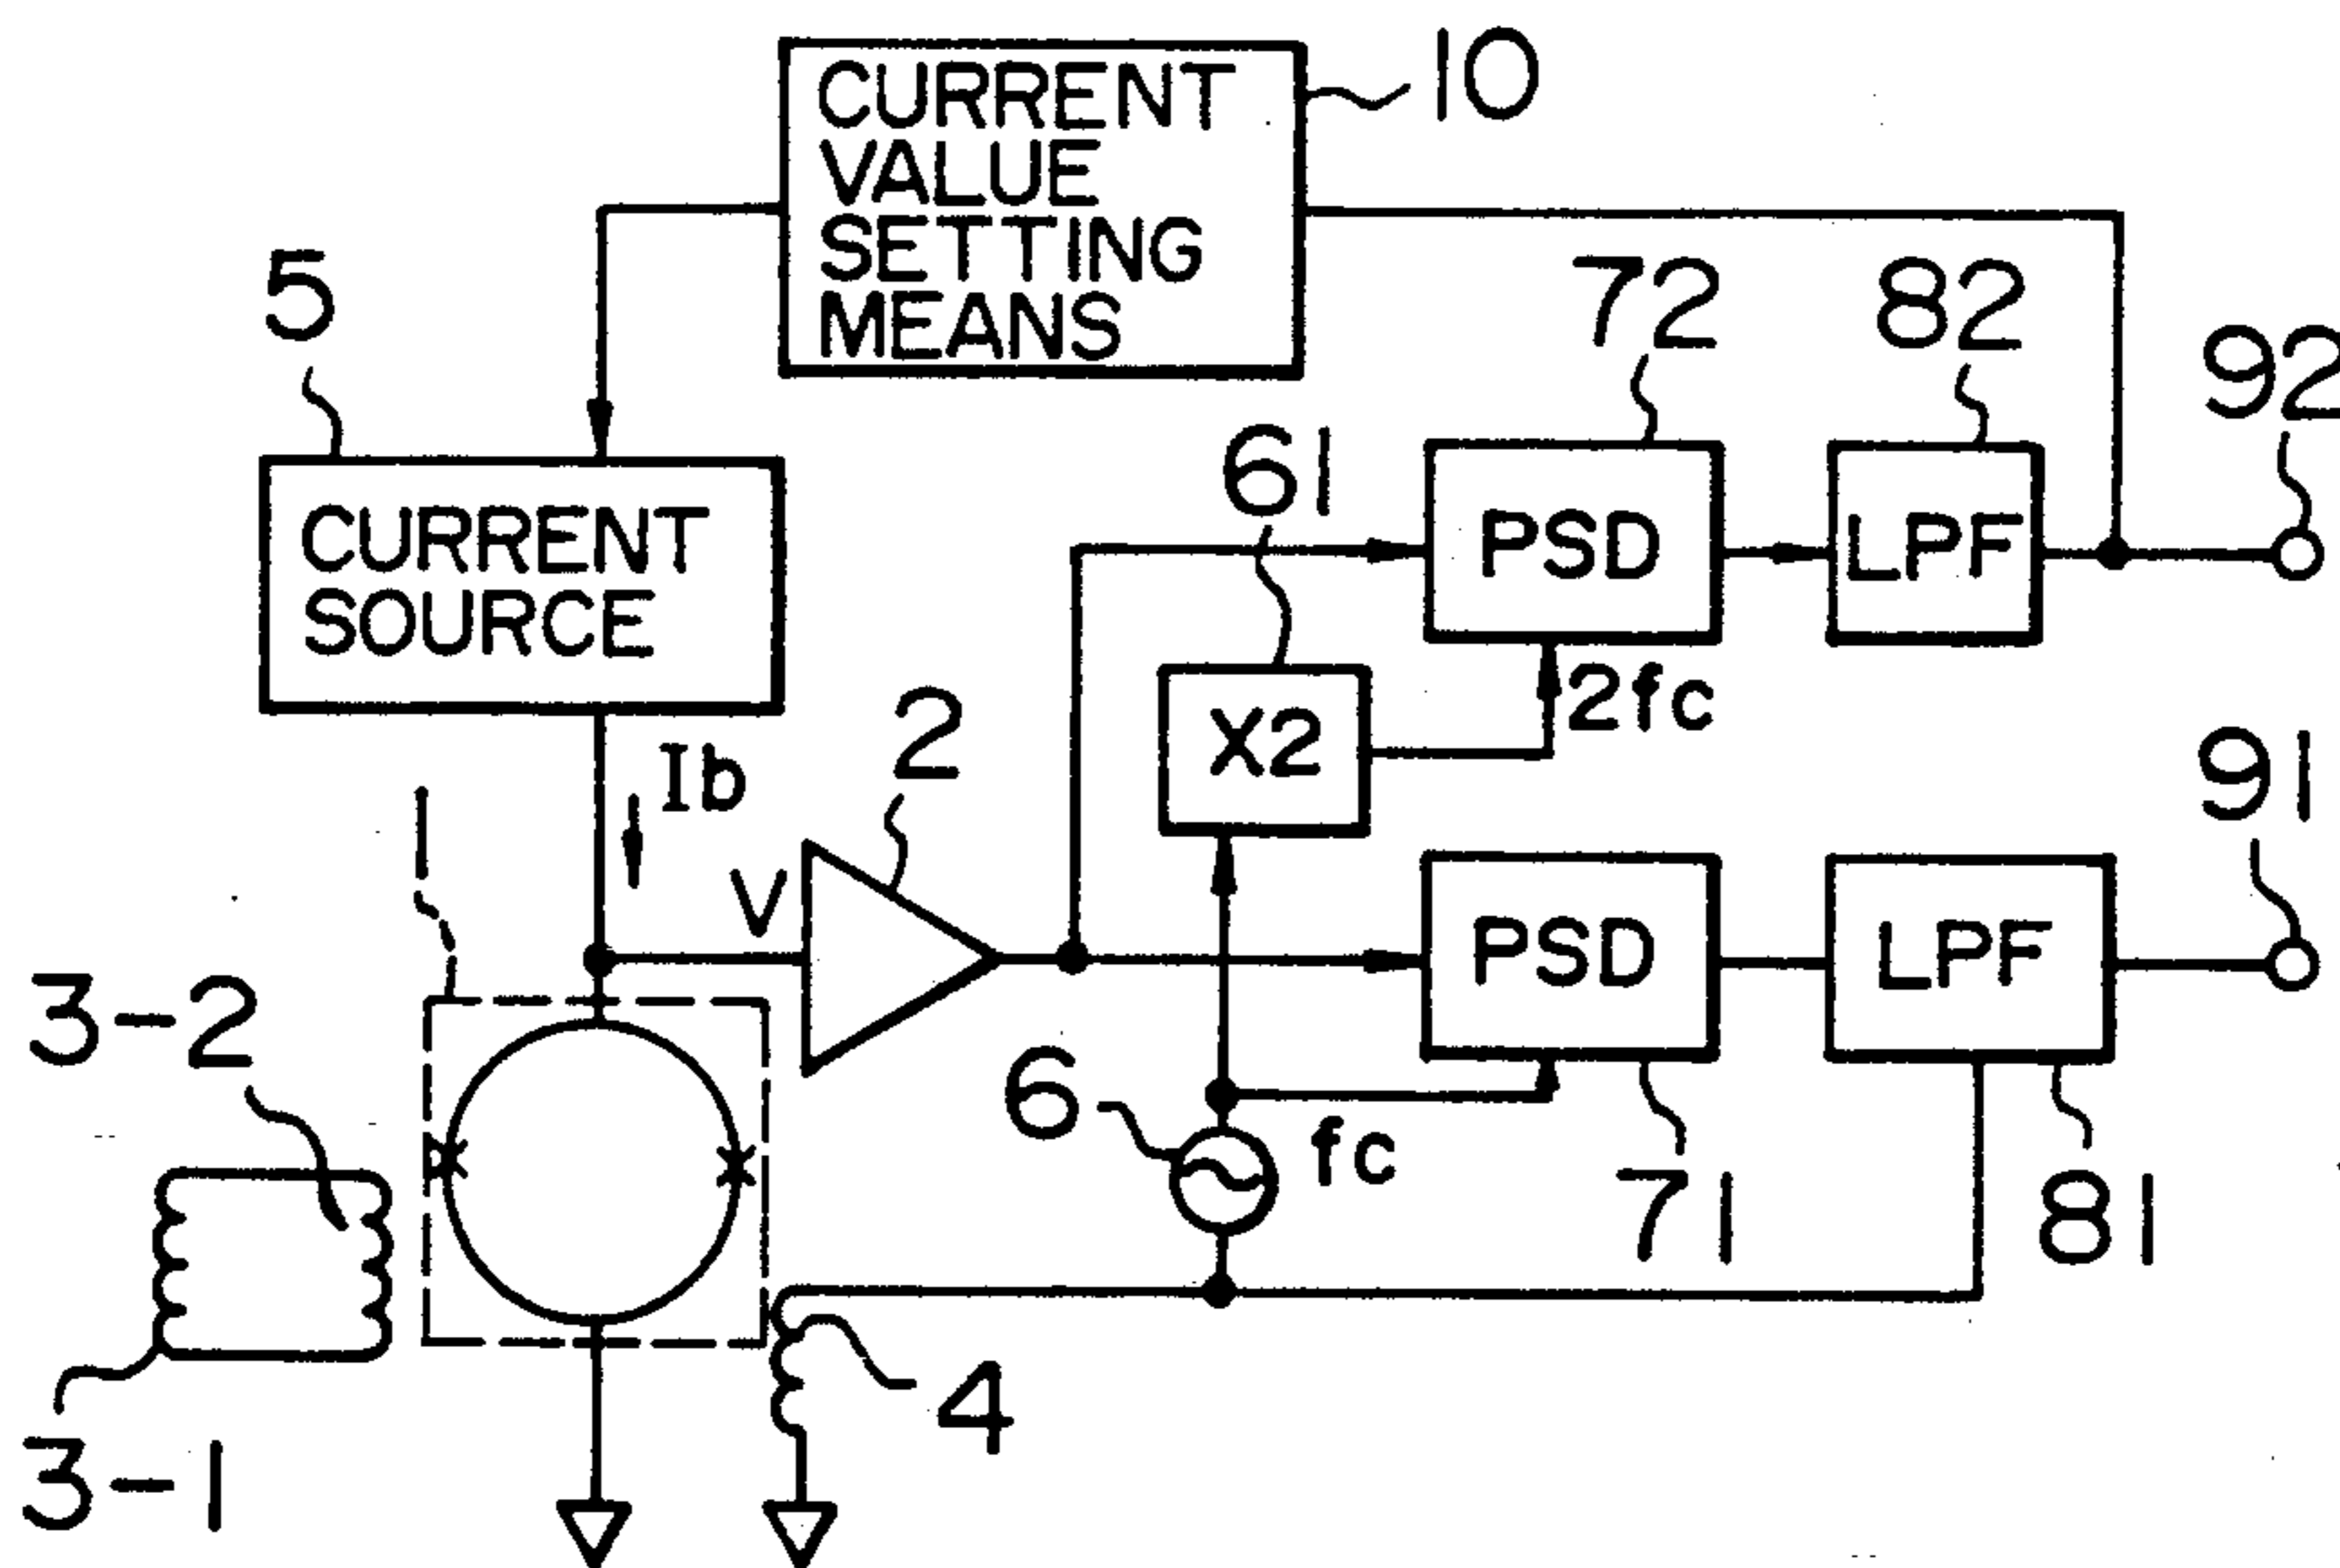 CURRENT
VALUE
SETTING
MEANS
10
5
72
82
92
61
CURRENT
SOURCE
PSD
LPF
2fc
X2
2
Ib
1
V
91
PSD
LPF
3-2
6
fc
71
81
4
3-1